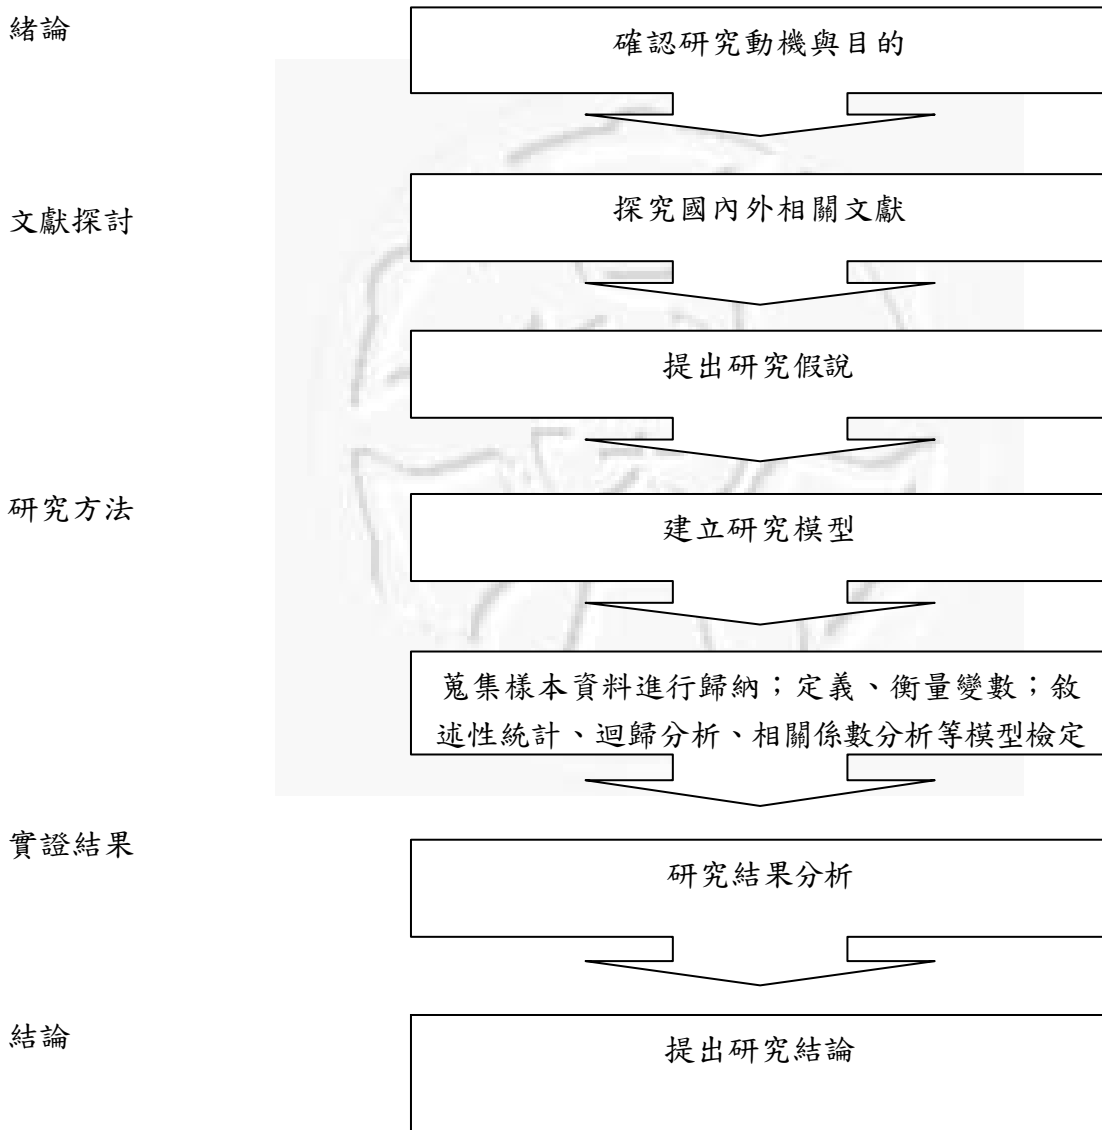 緒論
確認研究動機與目的
文獻探討
探究國內外相關文獻
提出研究假說
研究方法
建立研究模型
蒐集樣本資料進行歸納；定義、衡量變數；敘
述性統計、迴歸分析、相關係數分析等模型檢定
實證結果
研究結果分析
結論
提出研究結論